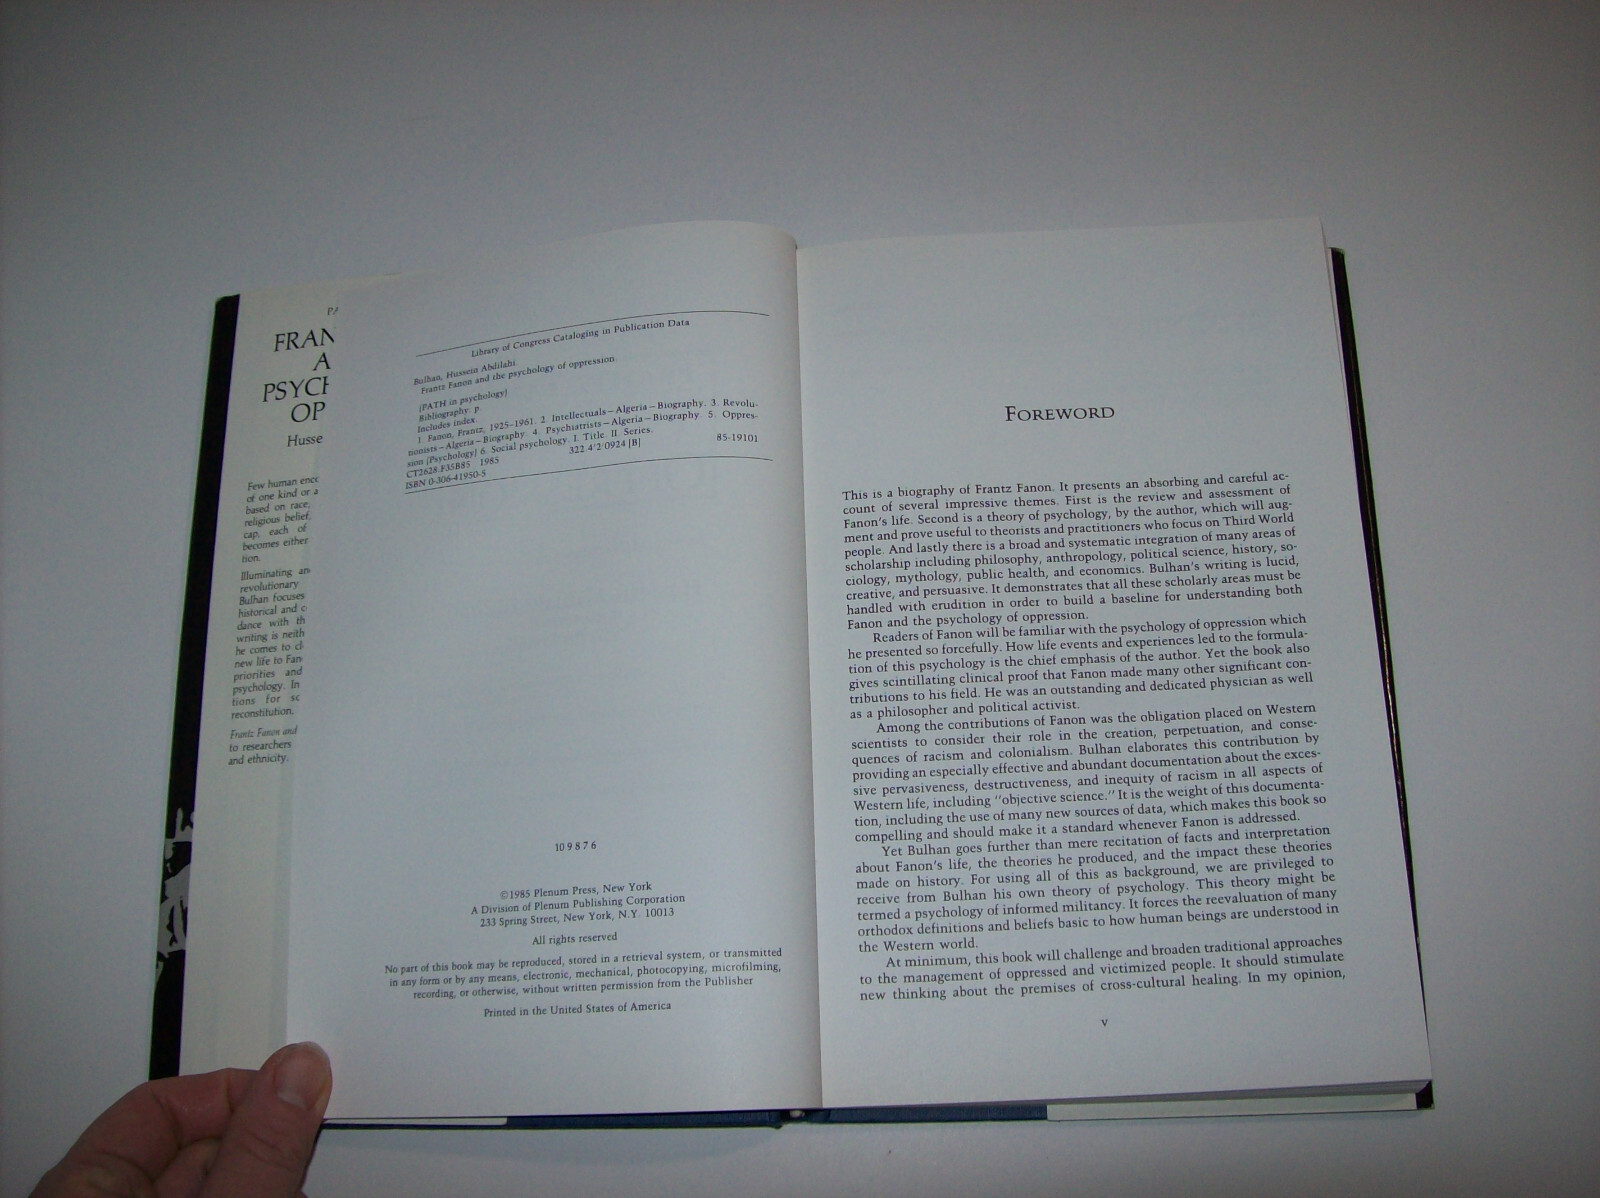 FRAN
A
PSYCH
OP
Husse
Few human enc
of one kind or a
based on race,
religious belief,
cap, each of
becomes either
tion.
Illuminating an
revolutionary
Bulhan focuses
historical and c
dance with th
writing is neith
he comes to cl
new life to Fan
priorities and
psychology. In
tions for sc
reconstitution.
Frantz Fanon and
to researchers
and ethnicity.
Library of Congress Cataloging in Publication Data
Bulhan, Hussein Abdilahi
Frantz Fanon and the psychology of oppression.
(PATH in psychology)
Bibliography: p
Includes index.
1. Fanon, Frantz, 1925-1961. 2. Intellectuals—Algeria—Biography. 3. Revolu-
tionists—Algeria—Biography. 4. Psychiatrists—Algeria—Biography. 5. Oppres-
sion (Psychology) 6. Social psychology. I. Title II. Series.
CT2628.F35B85 1985 322.4'2'0924 [B] 85-19101
ISBN 0-306-41950-5
10 9 8 7 6
©1985 Plenum Press, New York
A Division of Plenum Publishing Corporation
233 Spring Street, New York, N.Y. 10013
All rights reserved
No part of this book may be reproduced, stored in a retrieval system, or transmitted
in any form or by any means, electronic, mechanical, photocopying, microfilming,
recording, or otherwise, without written permission from the Publisher
Printed in the United States of America
FOREWORD
This is a biography of Frantz Fanon. It presents an absorbing and careful ac-
count of several impressive themes. First is the review and assessment of
Fanon's life. Second is a theory of psychology, by the author, which will aug-
ment and prove useful to theorists and practitioners who focus on Third World
people. And lastly there is a broad and systematic integration of many areas of
scholarship including philosophy, anthropology, political science, history, so-
ciology, mythology, public health, and economics. Bulhan's writing is lucid,
creative, and persuasive. It demonstrates that all these scholarly areas must be
handled with erudition in order to build a baseline for understanding both
Fanon and the psychology of oppression.
Readers of Fanon will be familiar with the psychology of oppression which
he presented so forcefully. How life events and experiences led to the formula-
tion of this psychology is the chief emphasis of the author. Yet the book also
gives scintillating clinical proof that Fanon made many other significant con-
tributions to his field. He was an outstanding and dedicated physician as well
as a philosopher and political activist.
Among the contributions of Fanon was the obligation placed on Western
scientists to consider their role in the creation, perpetuation, and conse-
quences of racism and colonialism. Bulhan elaborates this contribution by
providing an especially effective and abundant documentation about the exces-
sive pervasiveness, destructiveness, and inequity of racism in all aspects of
Western life, including "objective science." It is the weight of this documenta-
tion, including the use of many new sources of data, which makes this book so
compelling and should make it a standard whenever Fanon is addressed.
Yet Bulhan goes further than mere recitation of facts and interpretation
about Fanon's life, the theories he produced, and the impact these theories
made on history. For using all of this as background, we are privileged to
receive from Bulhan his own theory of psychology. This theory might be
termed a psychology of informed militancy. It forces the reevaluation of many
orthodox definitions and beliefs basic to how human beings are understood in
the Western world.
At minimum, this book will challenge and broaden traditional approaches
to the management of oppressed and victimized people. It should stimulate
new thinking about the premises of cross-cultural healing. In my opinion,
v